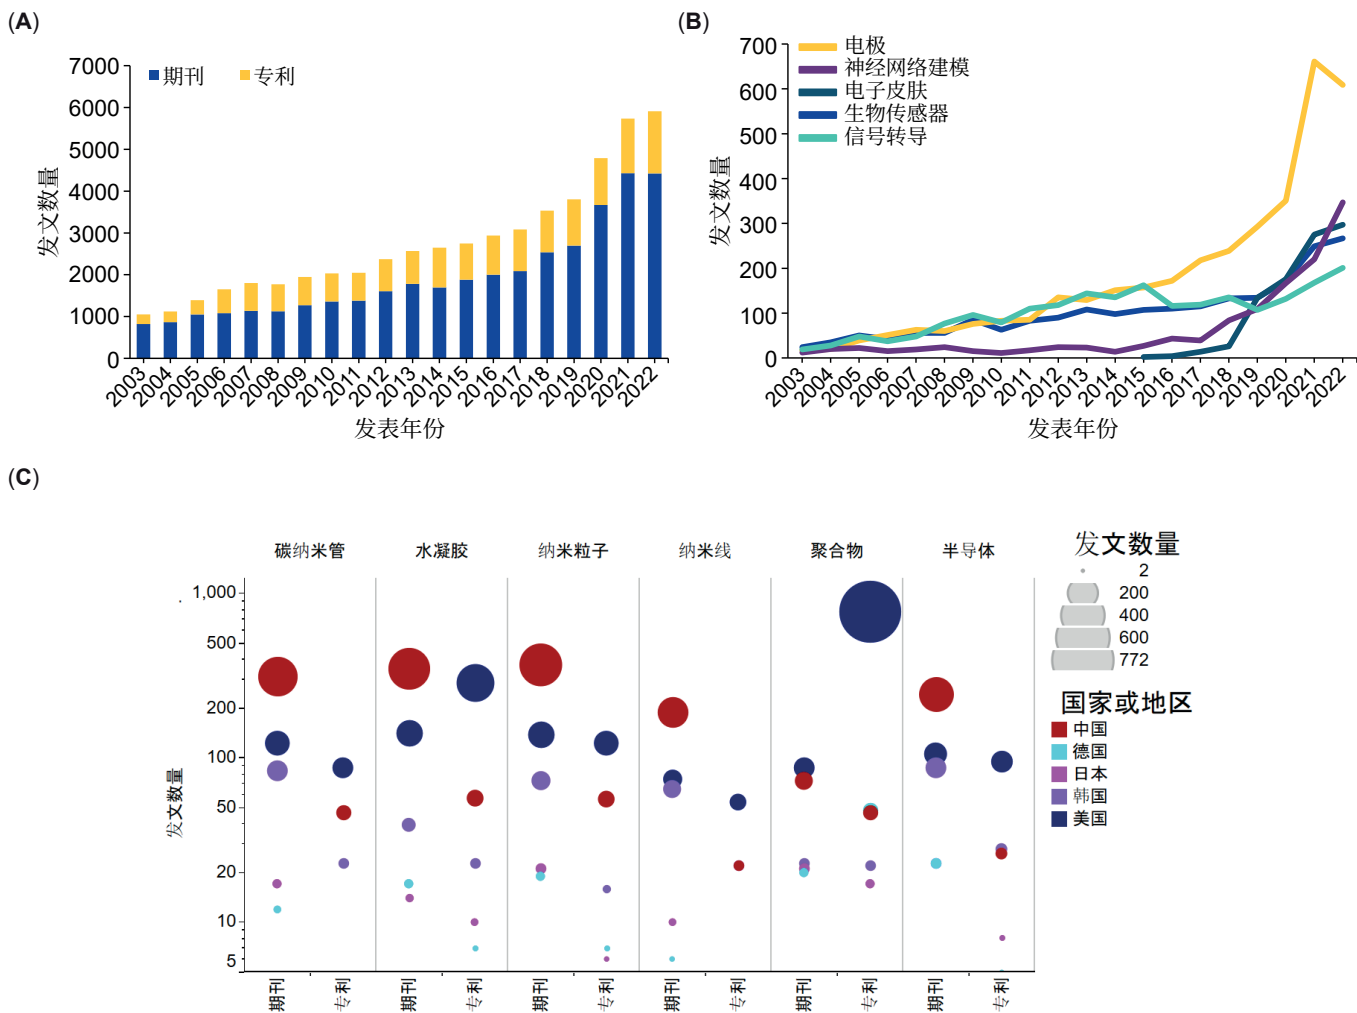 (A)
7000
6000
5000
4000
3000
2000
1000
0
发文数量
期刊 专利
2003 2004 2005 2006 2007 2008 2009 2010 2011 2012 2013 2014 2015 2016 2017 2018 2019 2020 2021 2022
发表年份
(B)
700
600
500
400
300
200
100
0
发文数量
电极
神经网络建模
电子皮肤
生物传感器
信号转导
2003 2004 2005 2006 2007 2008 2009 2010 2011 2012 2013 2014 2015 2016 2017 2018 2019 2020 2021 2022
发表年份
(C)
碳纳米管 水凝胶 纳米粒子 纳米线 聚合物 半导体
1,000
500
200
100
50
20
10
5
发文数量
期刊 专利 期刊 专利 期刊 专利 期刊 专利 期刊 专利 期刊 专利
发文数量
2
200
400
600
772
国家或地区
中国
德国
日本
韩国
美国